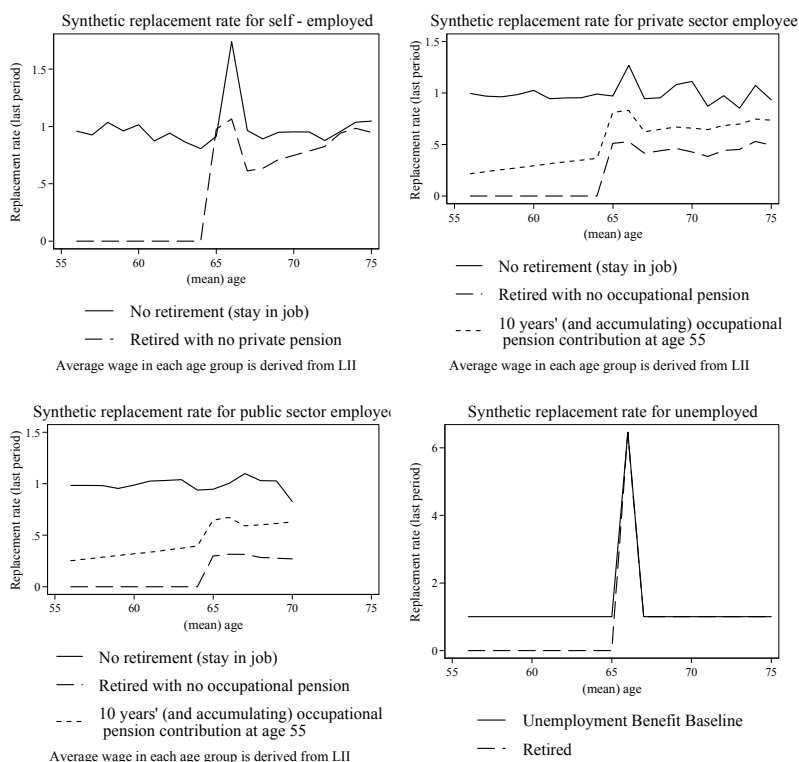 Synthetic replacement rate for self - employed
Replacement rate (last period)
1.5
1
.5
0
55 60 65 70 75
(mean) age
No retirement (stay in job)
Retired with no private pension
Average wage in each age group is derived from LII
Synthetic replacement rate for private sector employee
Replacement rate (last period)
1.5
1
.5
0
55 60 65 70 75
(mean) age
No retirement (stay in job)
Retired with no occupational pension
10 years' (and accumulating) occupational
pension contribution at age 55
Average wage in each age group is derived from LII
Synthetic replacement rate for public sector employee
Replacement rate (last period)
1.5
1
.5
0
55 60 65 70 75
(mean) age
No retirement (stay in job)
Retired with no occupational pension
10 years' (and accumulating) occupational
pension contribution at age 55
Average wage in each age group is derived from LII
Synthetic replacement rate for unemployed
Replacement rate (last period)
6
4
2
0
55 60 65 70 75
(mean) age
Unemployment Benefit Baseline
Retired